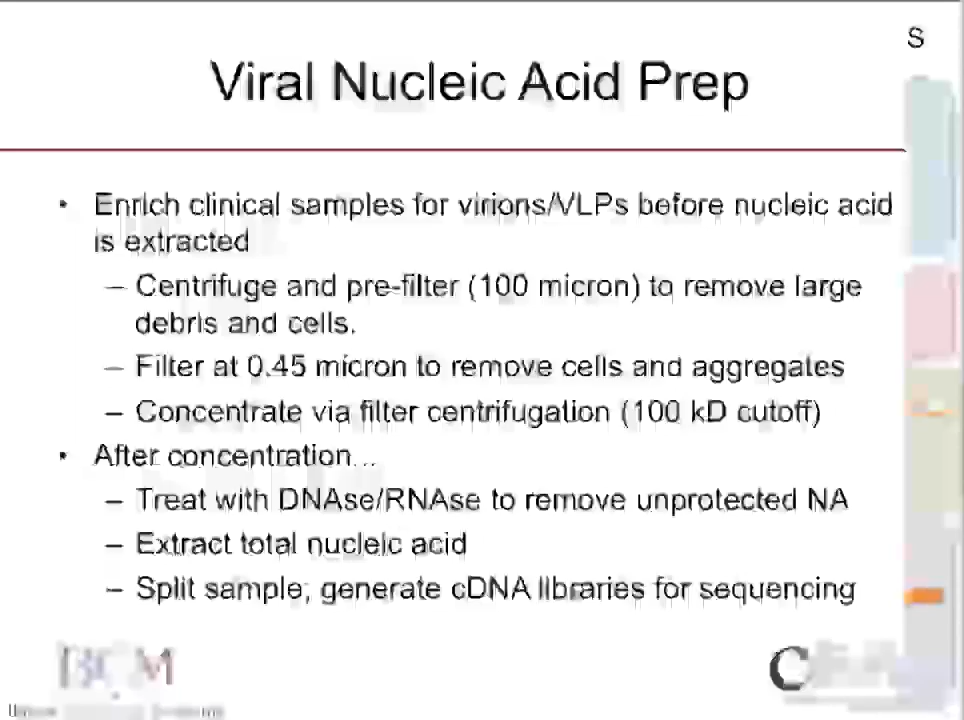 S
Viral Nucleic Acid Prep
• Enrich clinical samples for virions/VLPs before nucleic acid
is extracted
– Centrifuge and pre-filter (100 micron) to remove large
debris and cells.
– Filter at 0.45 micron to remove cells and aggregates
– Concentrate via filter centrifugation (100 kD cutoff)
• After concentration...
– Treat with DNAse/RNAse to remove unprotected NA
– Extract total nucleic acid
– Split sample; generate cDNA libraries for sequencing
BCM